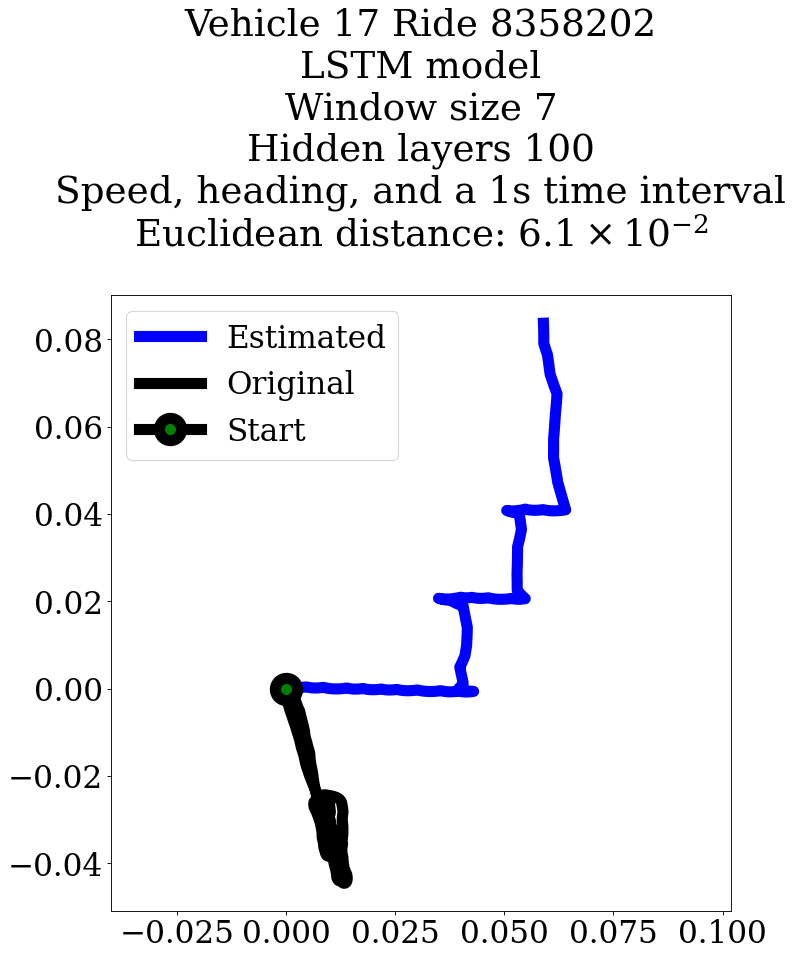 Vehicle 17 Ride 8358202
LSTM model
Window size 7
Hidden layers 100
Speed, heading, and a 1s time interval
Euclidean distance: 6.1 × 10⁻²
Estimated
Original
Start
0.08
0.06
0.04
0.02
0.00
−0.02
−0.04
−0.025 0.000 0.025 0.050 0.075 0.100